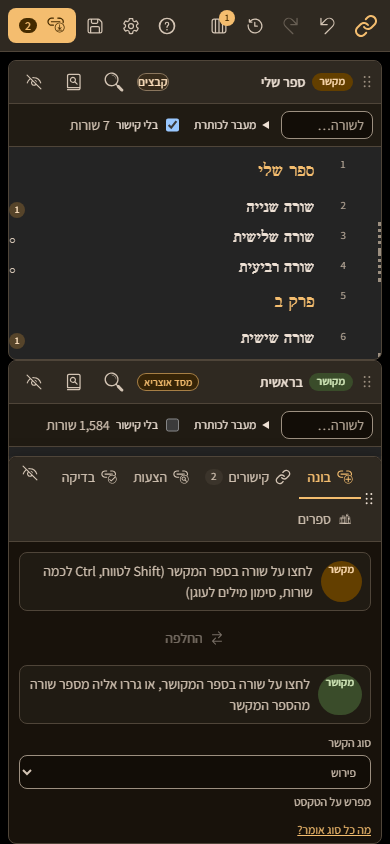 2
1
ספר שלי
מקשר
קבצים
לשורה...
מעבר לכותרת
בלי קישור
7 שורות
1 ספר שלי
2 שורה שנייה
1
3 שורה שלישית
4 שורה רביעית
5 פרק ב
6 שורה שישית
1
מקושר
בראשית
מסד אוצריא
לשורה...
מעבר לכותרת
בלי קישור
1,584 שורות
בונה
קישורים 2
הצעות
בדיקה
ספרים
מקשר
לחצו על שורה בספר המקשר (Shift לטווח, Ctrl לכמה
שורות, סימון מילים לעוגן)
החלפה
מקושר
לחצו על שורה בספר המקושר, או גררו אליה מספר שורה
מהספר המקשר
סוג הקשר
פירוש
מפרש על הטקסט
מה כל סוג אומר?